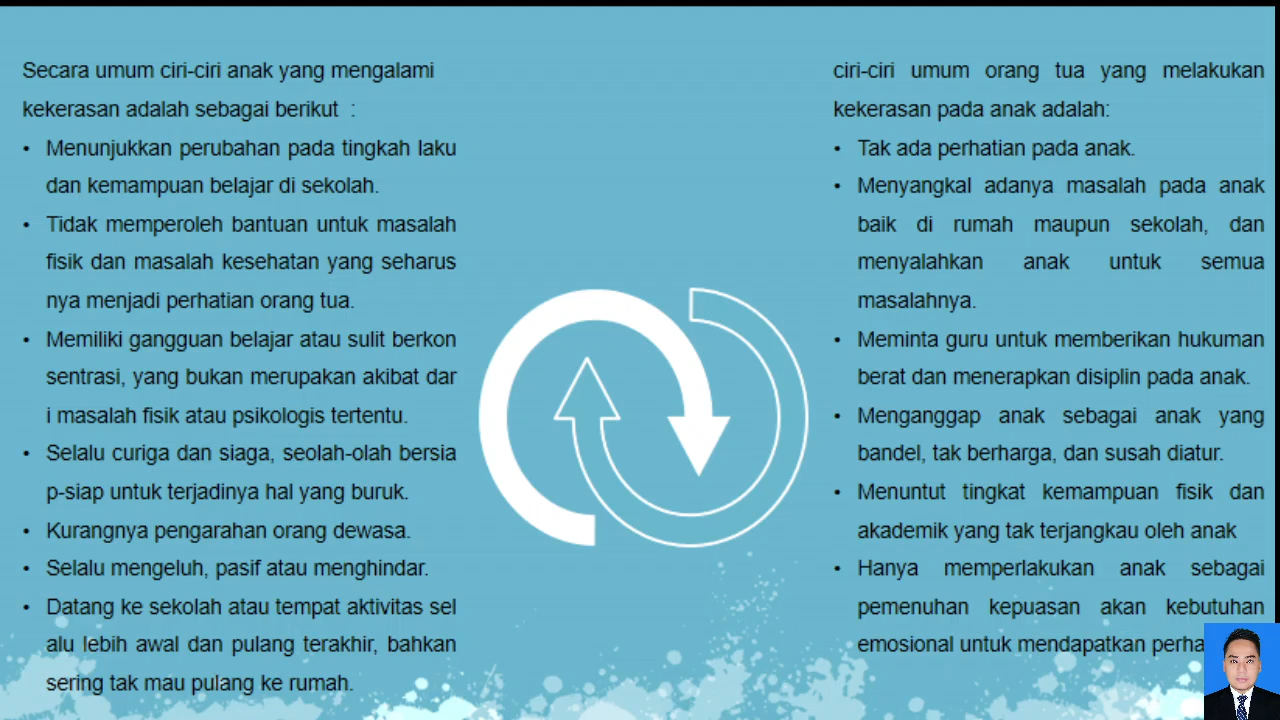 Secara umum ciri-ciri anak yang mengalami
kekerasan adalah sebagai berikut :
• Menunjukkan perubahan pada tingkah laku
dan kemampuan belajar di sekolah.
• Tidak memperoleh bantuan untuk masalah
fisik dan masalah kesehatan yang seharus
nya menjadi perhatian orang tua.
• Memiliki gangguan belajar atau sulit berkon
sentrasi, yang bukan merupakan akibat dar
i masalah fisik atau psikologis tertentu.
• Selalu curiga dan siaga, seolah-olah bersia
p-siap untuk terjadinya hal yang buruk.
• Kurangnya pengarahan orang dewasa.
• Selalu mengeluh, pasif atau menghindar.
• Datang ke sekolah atau tempat aktivitas sel
alu lebih awal dan pulang terakhir, bahkan
sering tak mau pulang ke rumah.
ciri-ciri umum orang tua yang melakukan
kekerasan pada anak adalah:
• Tak ada perhatian pada anak.
• Menyangkal adanya masalah pada anak
baik di rumah maupun sekolah, dan
menyalahkan anak untuk semua
masalahnya.
• Meminta guru untuk memberikan hukuman
berat dan menerapkan disiplin pada anak.
• Menganggap anak sebagai anak yang
bandel, tak berharga, dan susah diatur.
• Menuntut tingkat kemampuan fisik dan
akademik yang tak terjangkau oleh anak
• Hanya memperlakukan anak sebagai
pemenuhan kepuasan akan kebutuhan
emosional untuk mendapatkan